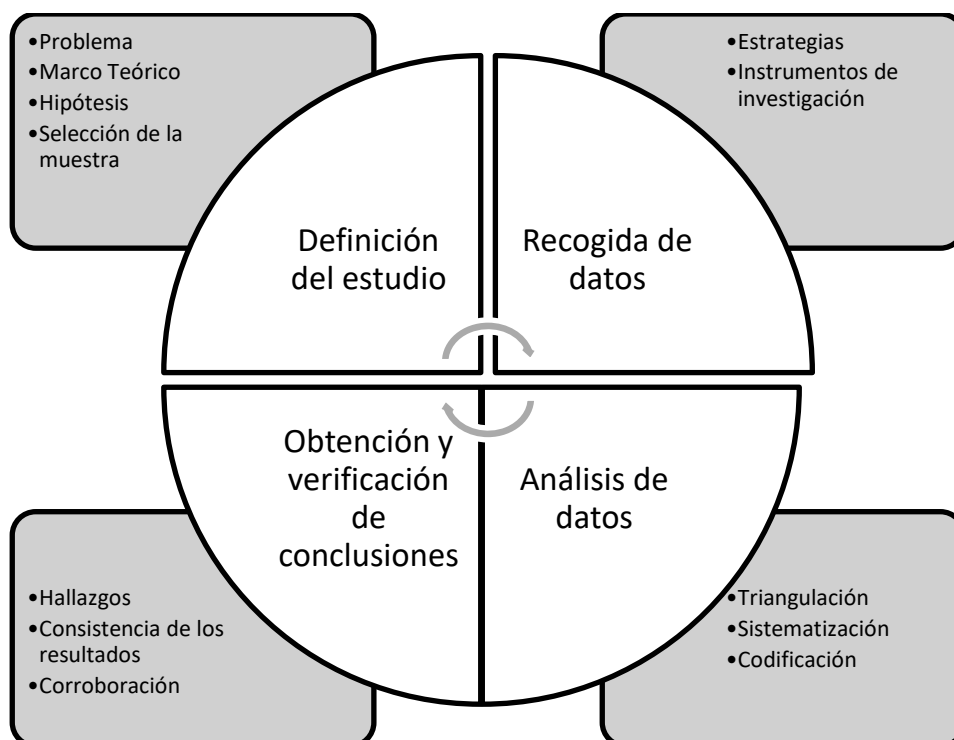 •Problema
•Marco Teórico
•Hipótesis
•Selección de la
muestra
•Estrategias
•Instrumentos de
investigación
Definición
del estudio
Recogida de
datos
Obtención y
verificación
de
conclusiones
Análisis de
datos
•Hallazgos
•Consistencia de los
resultados
•Corroboración
•Triangulación
•Sistematización
•Codificación